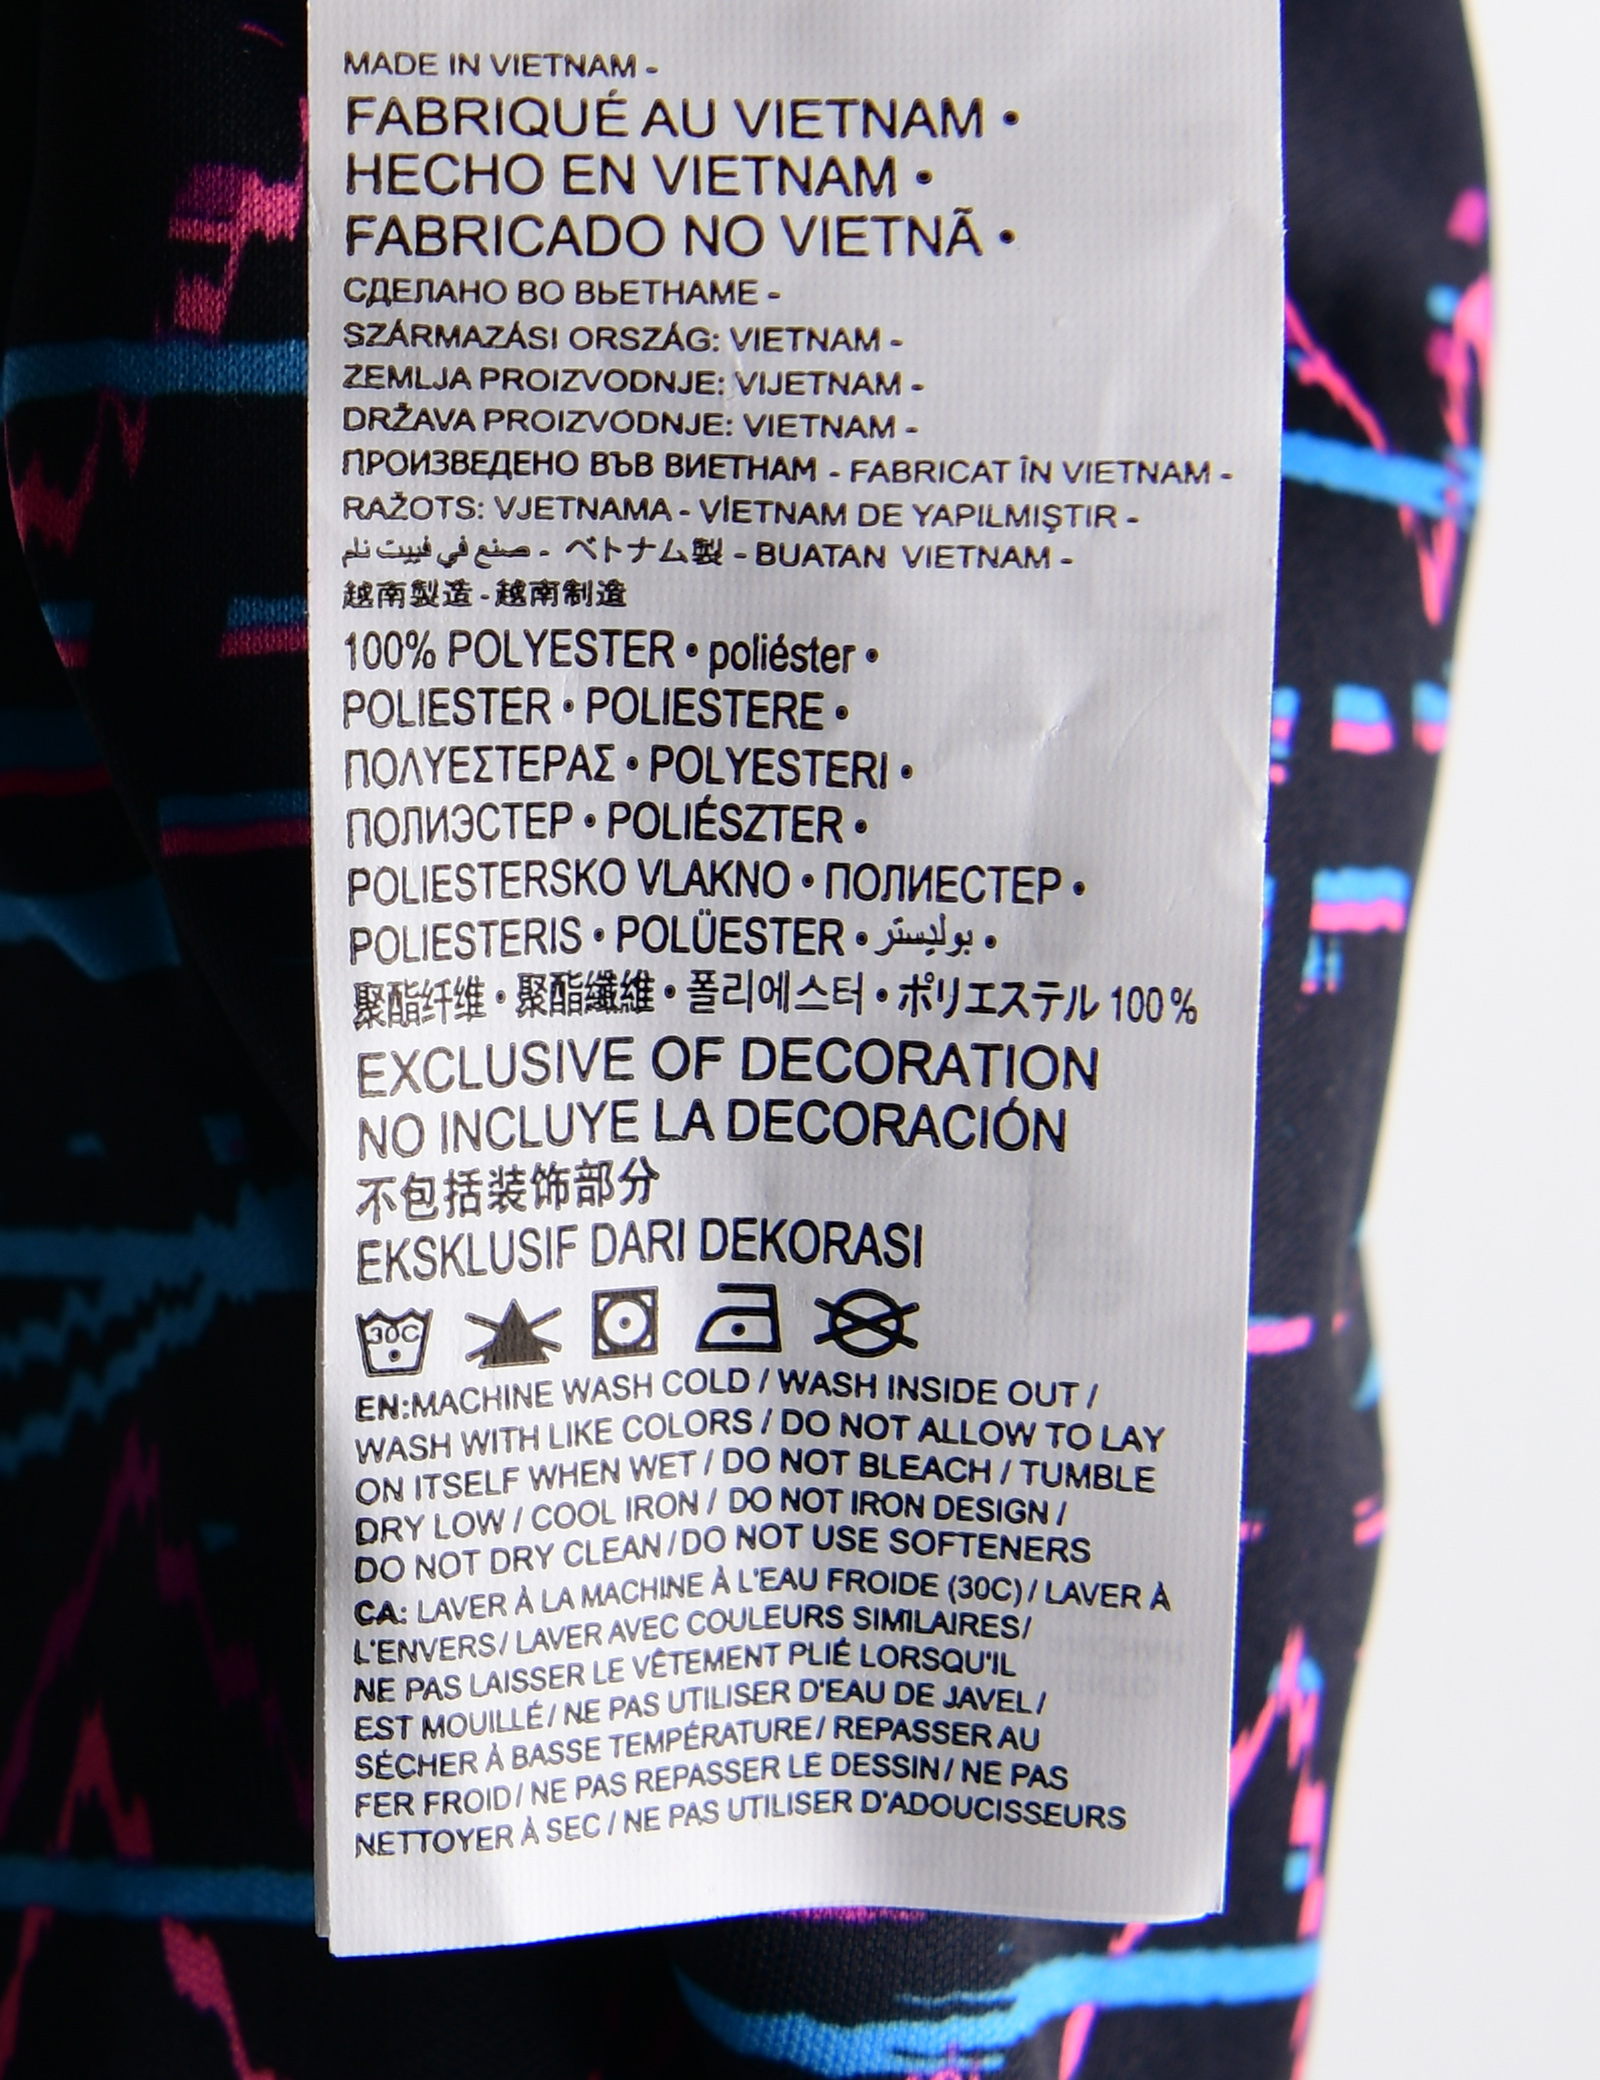 MADE IN VIETNAM -
FABRIQUÉ AU VIETNAM •
HECHO EN VIETNAM •
FABRICADO NO VIETNÃ •
СДЕЛАНО ВО ВЬЕТНАМЕ -
SZÁRMAZÁSI ORSZÁG: VIETNAM -
ZEMLJA PROIZVODNJE: VIJETNAM -
DRŽAVA PROIZVODNJE: VIETNAM -
ПРОИЗВЕДЕНО ВЪВ ВИЕТНАМ - FABRICAT ÎN VIETNAM -
RAŽOTS: VJETNAMA - VİETNAM DE YAPILMIŞTIR -
صنع في فييت نام - ベトナム製 - BUATAN VIETNAM -
越南製造 - 越南制造
100% POLYESTER • poliéster •
POLIESTER • POLIESTERE •
ΠΟΛΥΕΣΤΕΡΑΣ • POLYESTERI •
ПОЛИЭСТЕР • POLIÉSZTER •
POLIESTERSKO VLAKNO • ПОЛИЕСТЕР •
POLIESTERIS • POLÜESTER • بوليستر •
聚酯纤维 • 聚酯纖維 • 폴리에스터 • ポリエステル 100%
EXCLUSIVE OF DECORATION
NO INCLUYE LA DECORACIÓN
不包括装饰部分
EKSKLUSIF DARI DEKORASI
30C
EN:MACHINE WASH COLD / WASH INSIDE OUT /
WASH WITH LIKE COLORS / DO NOT ALLOW TO LAY
ON ITSELF WHEN WET / DO NOT BLEACH / TUMBLE
DRY LOW / COOL IRON / DO NOT IRON DESIGN /
DO NOT DRY CLEAN / DO NOT USE SOFTENERS
CA: LAVER À LA MACHINE À L'EAU FROIDE (30C) / LAVER À
L'ENVERS / LAVER AVEC COULEURS SIMILAIRES /
NE PAS LAISSER LE VÊTEMENT PLIÉ LORSQU'IL
EST MOUILLÉ / NE PAS UTILISER D'EAU DE JAVEL /
SÉCHER À BASSE TEMPÉRATURE / REPASSER AU
FER FROID / NE PAS REPASSER LE DESSIN / NE PAS
NETTOYER À SEC / NE PAS UTILISER D'ADOUCISSEURS